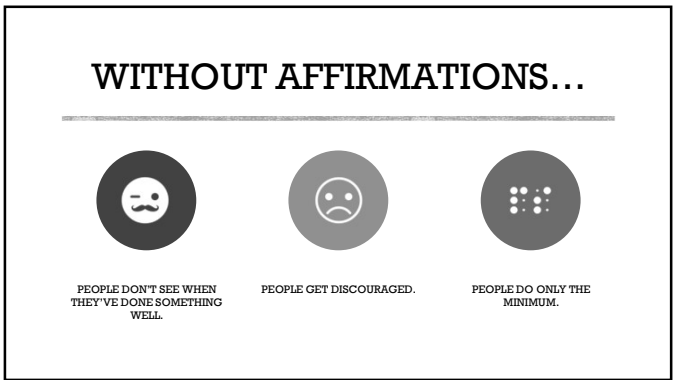 WITHOUT AFFIRMATIONS…
PEOPLE DON'T SEE WHEN
THEY'VE DONE SOMETHING
WELL.
PEOPLE GET DISCOURAGED.
PEOPLE DO ONLY THE
MINIMUM.